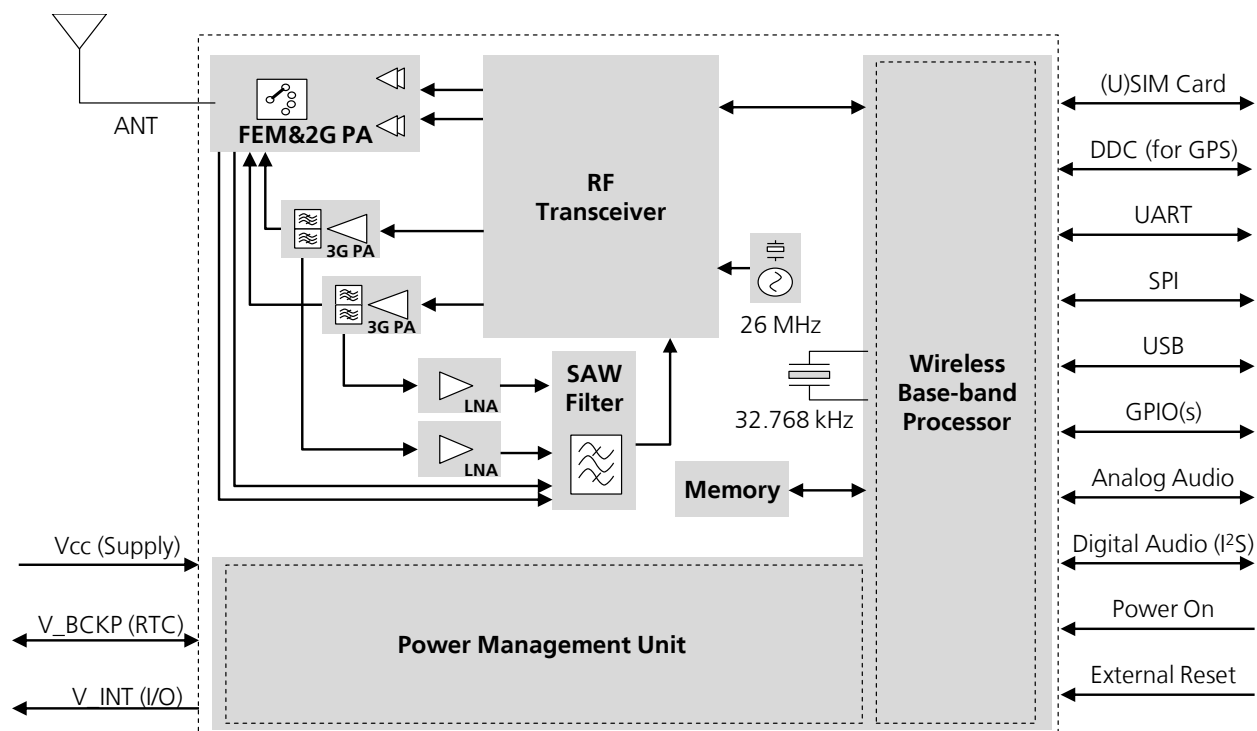 ANT
FEM&2G PA
RF
Transceiver
3G PA
3G PA
26 MHz
LNA
LNA
SAW
Filter
32.768 kHz
Memory
Wireless
Base-band
Processor
Power Management Unit
Vcc (Supply)
V_BCKP (RTC)
V_INT (I/O)
(U)SIM Card
DDC (for GPS)
UART
SPI
USB
GPIO(s)
Analog Audio
Digital Audio (I²S)
Power On
External Reset